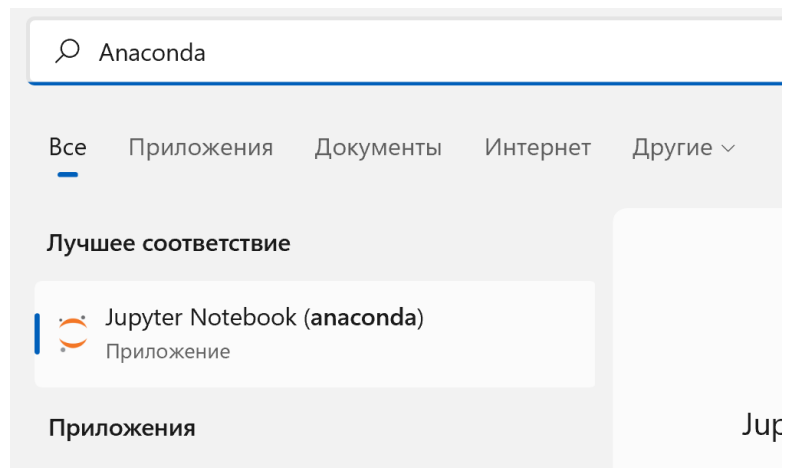 Anaconda
Все Приложения Документы Интернет Другие
Лучшее соответствие
Jupyter Notebook (anaconda)
Приложение
Приложения
Jup